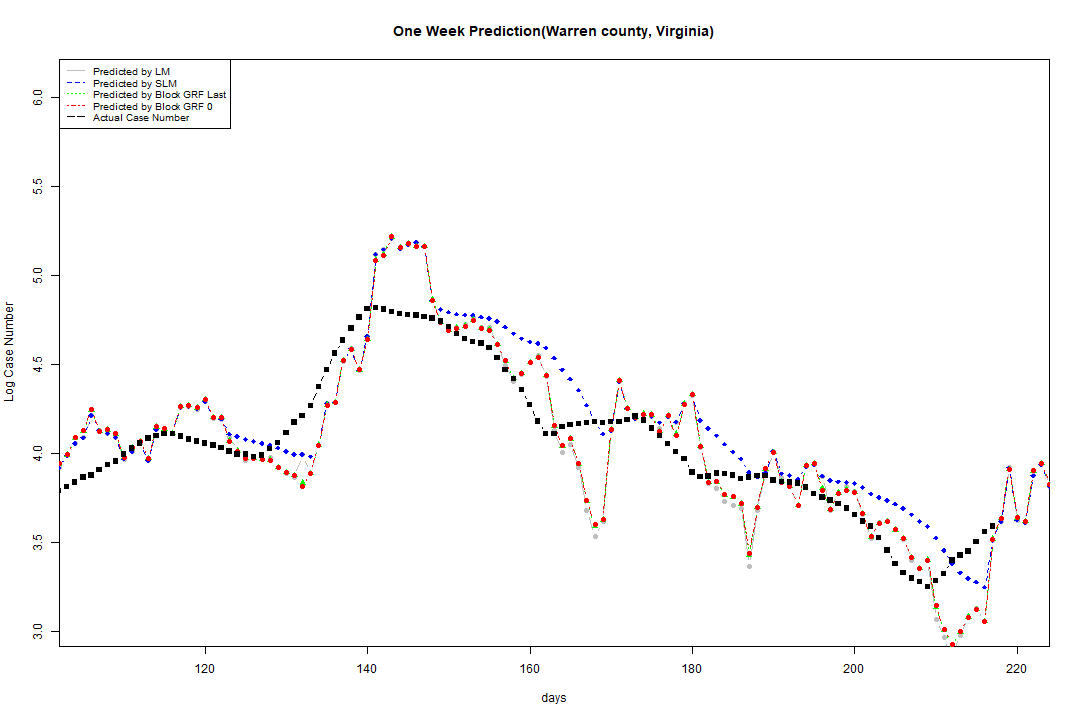 One Week Prediction(Warren county, Virginia)
Predicted by LM
Predicted by SLM
Predicted by Block GRF Last
Predicted by Block GRF 0
Actual Case Number
6.0
5.5
5.0
4.5
4.0
3.5
3.0
Log Case Number
120 140 160 180 200 220
days